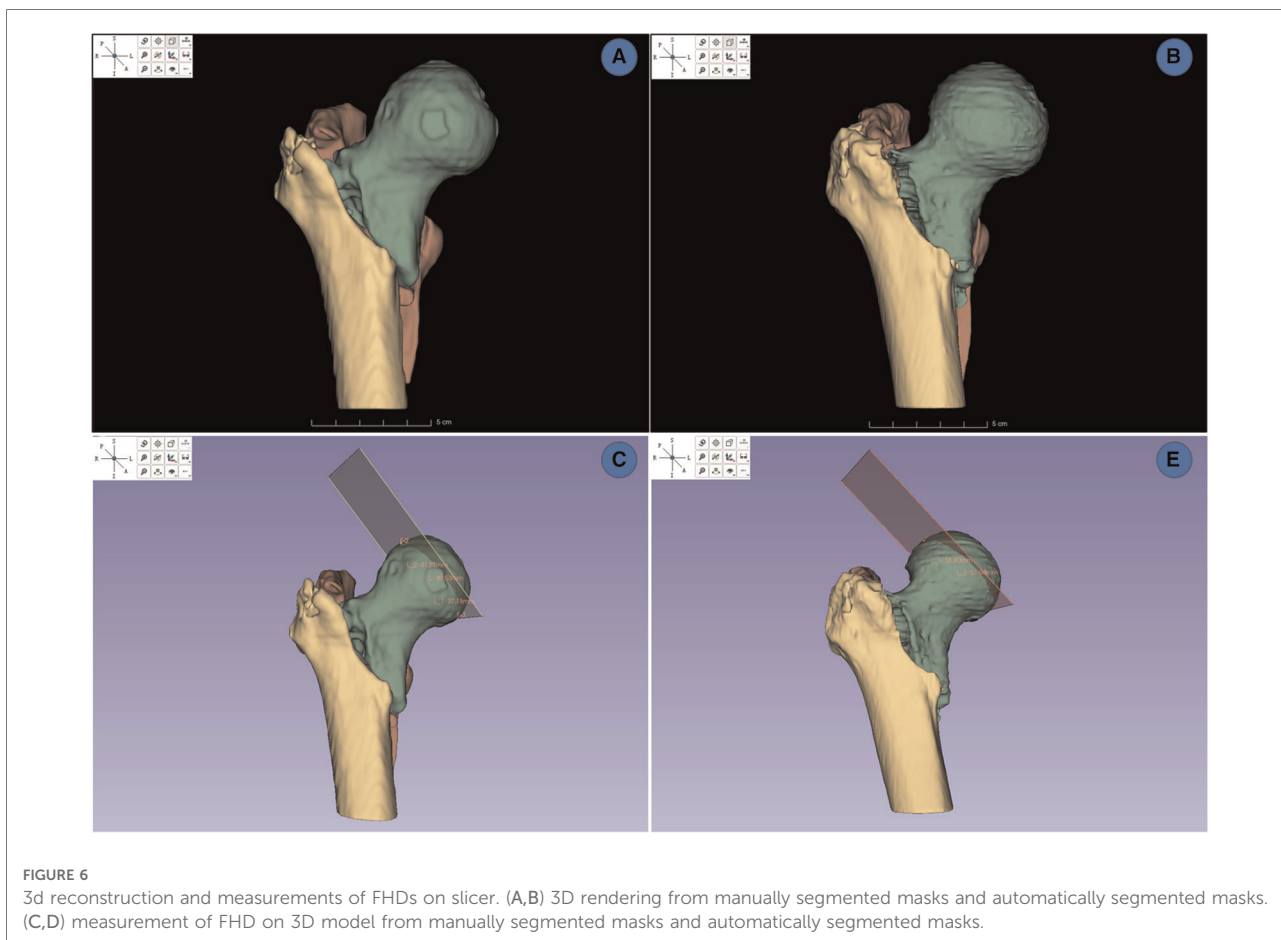 S
P
R
L
A
I
A
5 cm
S
P
R
L
A
I
B
5 cm
S
P
R
L
A
I
C
S
P
R
L
A
I
E
FIGURE 6
3d reconstruction and measurements of FHDs on slicer. (A,B) 3D rendering from manually segmented masks and automatically segmented masks.
(C,D) measurement of FHD on 3D model from manually segmented masks and automatically segmented masks.